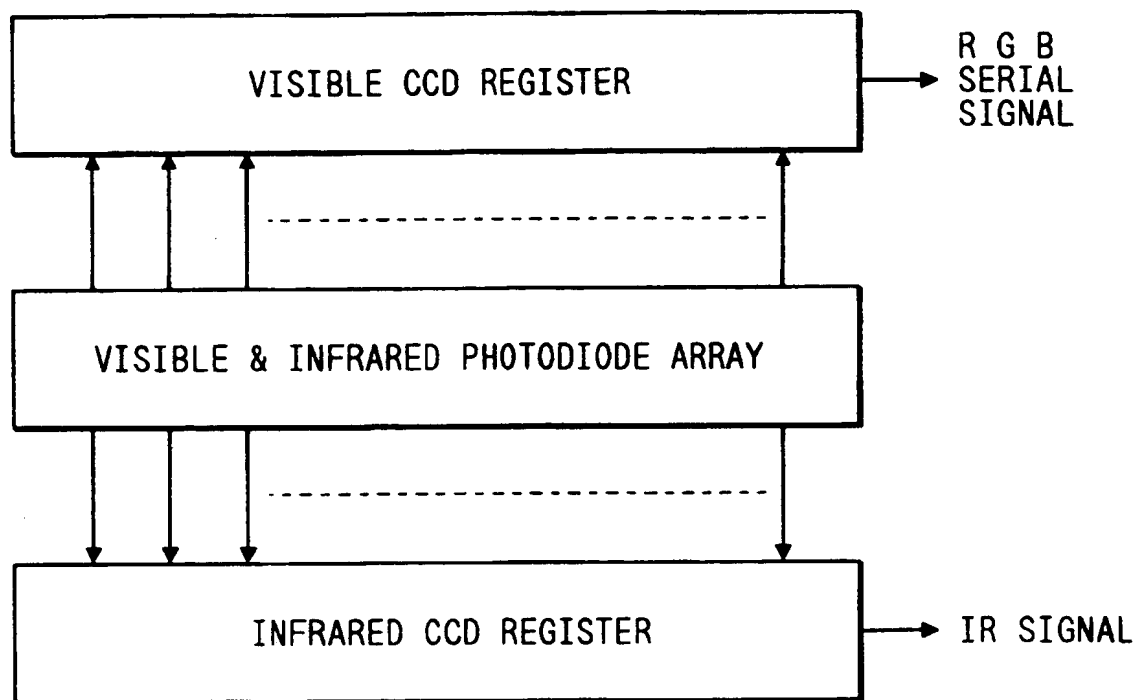 VISIBLE CCD REGISTER
R G B
SERIAL
SIGNAL
VISIBLE & INFRARED PHOTODIODE ARRAY
INFRARED CCD REGISTER
IR SIGNAL